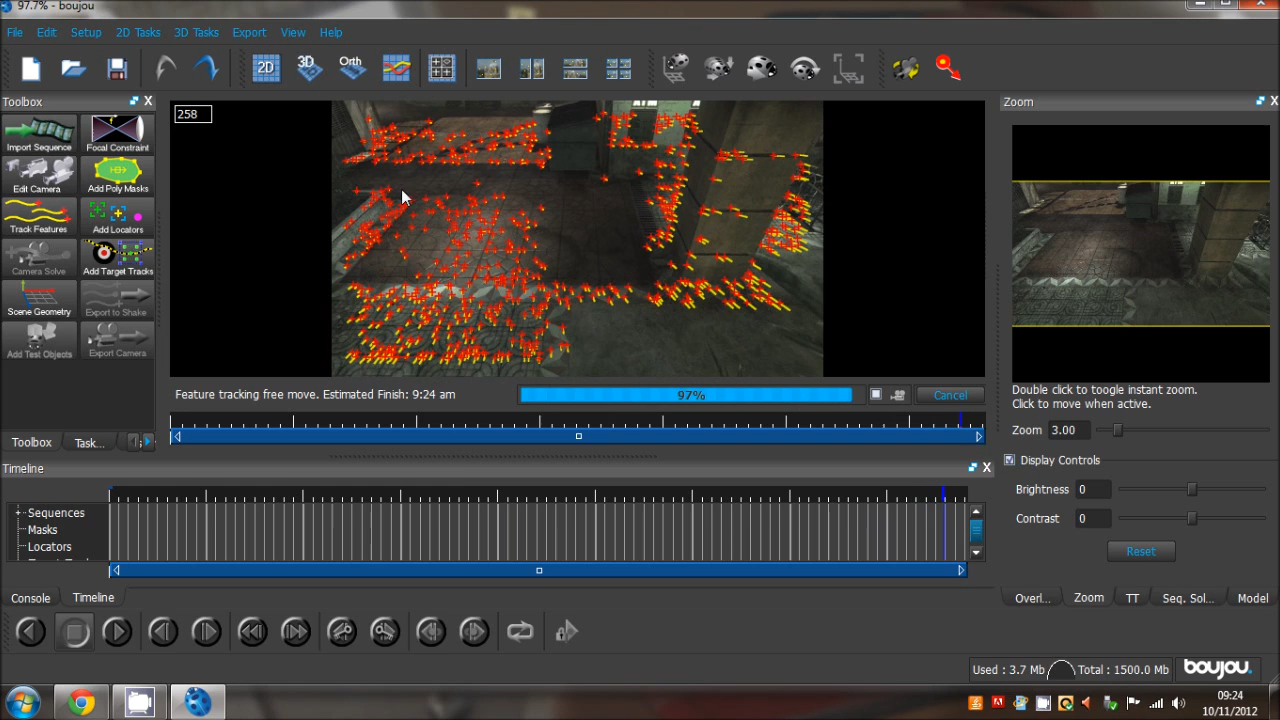 97.7% - boujou
File Edit Setup 2D Tasks 3D Tasks Export View Help
2D 3D Orth
Toolbox
Import Sequence Focal Constraint
Edit Camera Add Poly Masks
Track Features Add Locators
Camera Solve Add Target Tracks
Scene Geometry Export to Shake
Add Test Objects Export Camera
Toolbox Task...
258
Feature tracking free move. Estimated Finish: 9:24 am 97% Cancel
Zoom
Double click to toogle instant zoom.
Click to move when active.
Zoom 3.00
Display Controls
Brightness 0
Contrast 0
Reset
Timeline
Sequences
Masks
Locators
Console Timeline
Overl... Zoom TT Seq. Sol... Model
Used : 3.7 Mb Total : 1500.0 Mb boujou.
09:24
10/11/2012